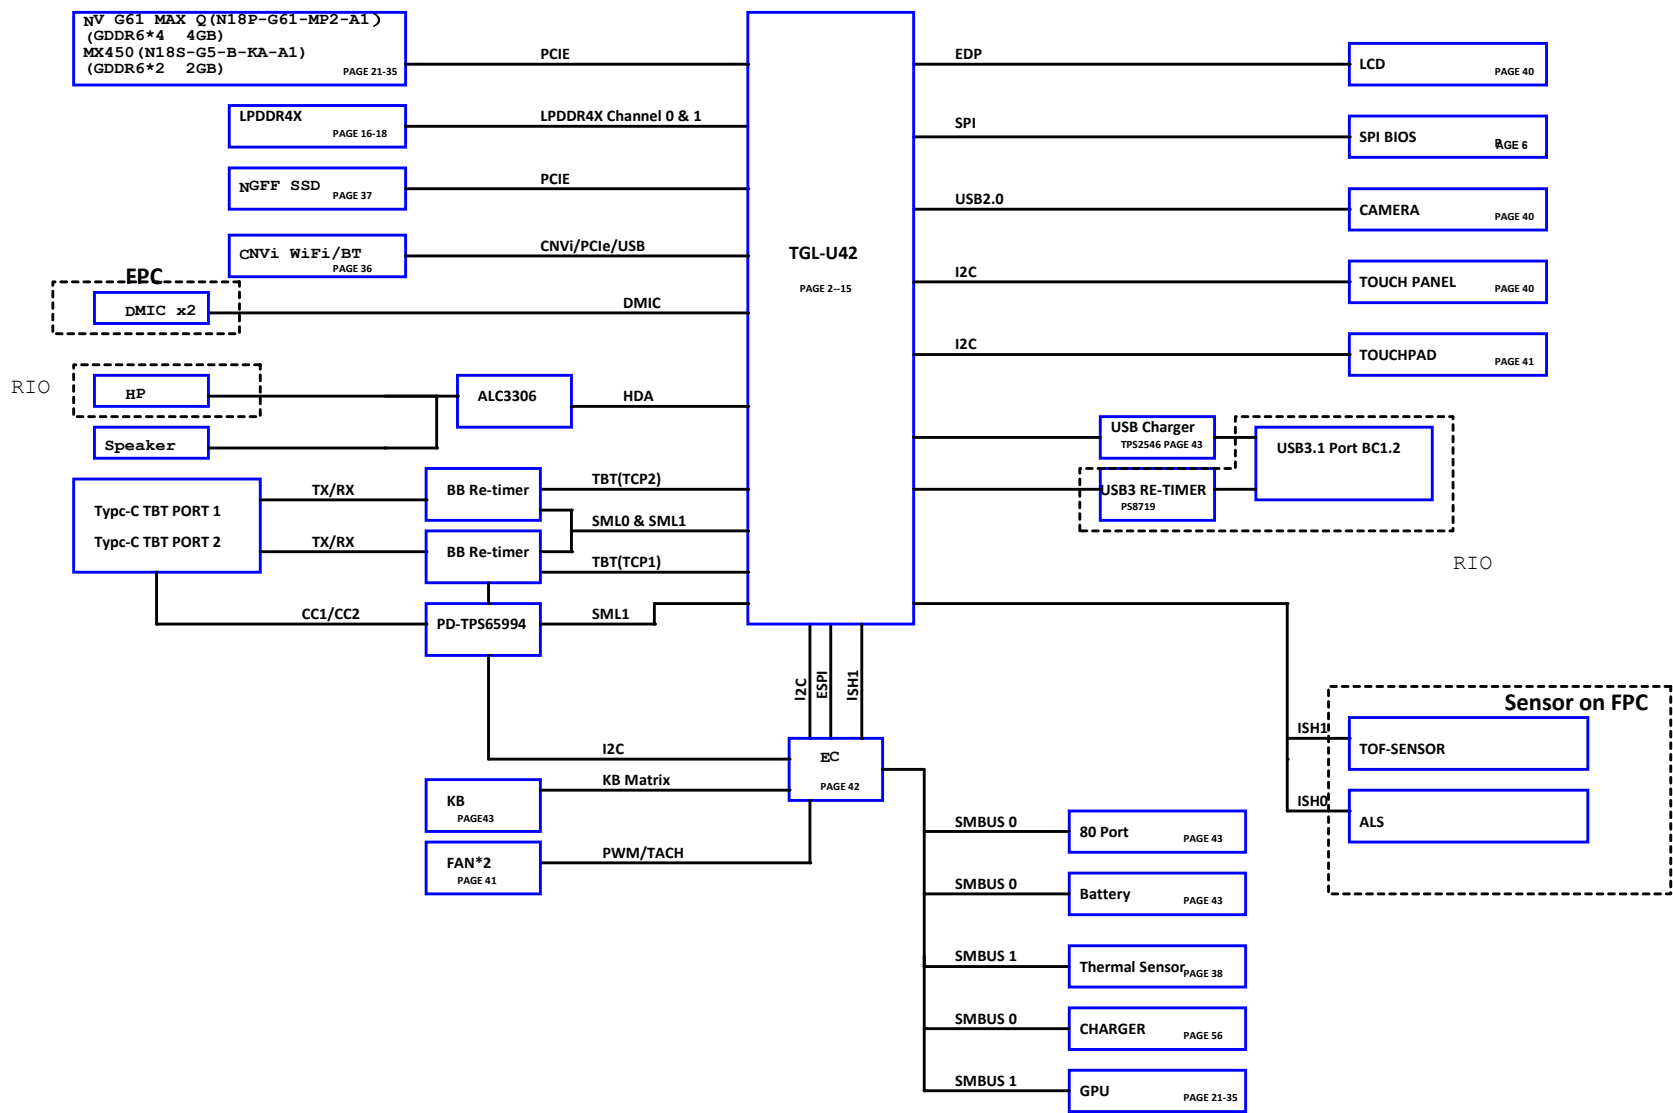 NV G61 MAX Q(N18P-G61-MP2-A1)
(GDDR6*4 4GB)
MX450(N18S-G5-B-KA-A1)
(GDDR6*2 2GB)
PAGE 21-35
PCIE
LPDDR4X
PAGE 16-18
LPDDR4X Channel 0 & 1
NGFF SSD
PAGE 37
PCIE
CNVi WiFi/BT
PAGE 36
CNVi/PCIe/USB
FPC
DMIC x2
DMIC
RIO
HP
Speaker
ALC3306
HDA
Typc-C TBT PORT 1
Typc-C TBT PORT 2
TX/RX
TX/RX
BB Re-timer
BB Re-timer
TBT(TCP2)
SML0 & SML1
TBT(TCP1)
CC1/CC2
PD-TPS65994
SML1
TGL-U42
PAGE 2--15
EDP
LCD
PAGE 40
SPI
SPI BIOS
PAGE 6
USB2.0
CAMERA
PAGE 40
I2C
TOUCH PANEL
PAGE 40
I2C
TOUCHPAD
PAGE 41
USB Charger
TPS2546 PAGE 43
USB3.1 Port BC1.2
USB3 RE-TIMER
PS8719
RIO
I2C
ESPI
ISH1
Sensor on FPC
ISH1
TOF-SENSOR
ISH0
ALS
I2C
EC
PAGE 42
KB
PAGE43
KB Matrix
FAN*2
PAGE 41
PWM/TACH
SMBUS 0
80 Port
PAGE 43
SMBUS 0
Battery
PAGE 43
SMBUS 1
Thermal Sensor
PAGE 38
SMBUS 0
CHARGER
PAGE 56
SMBUS 1
GPU
PAGE 21-35